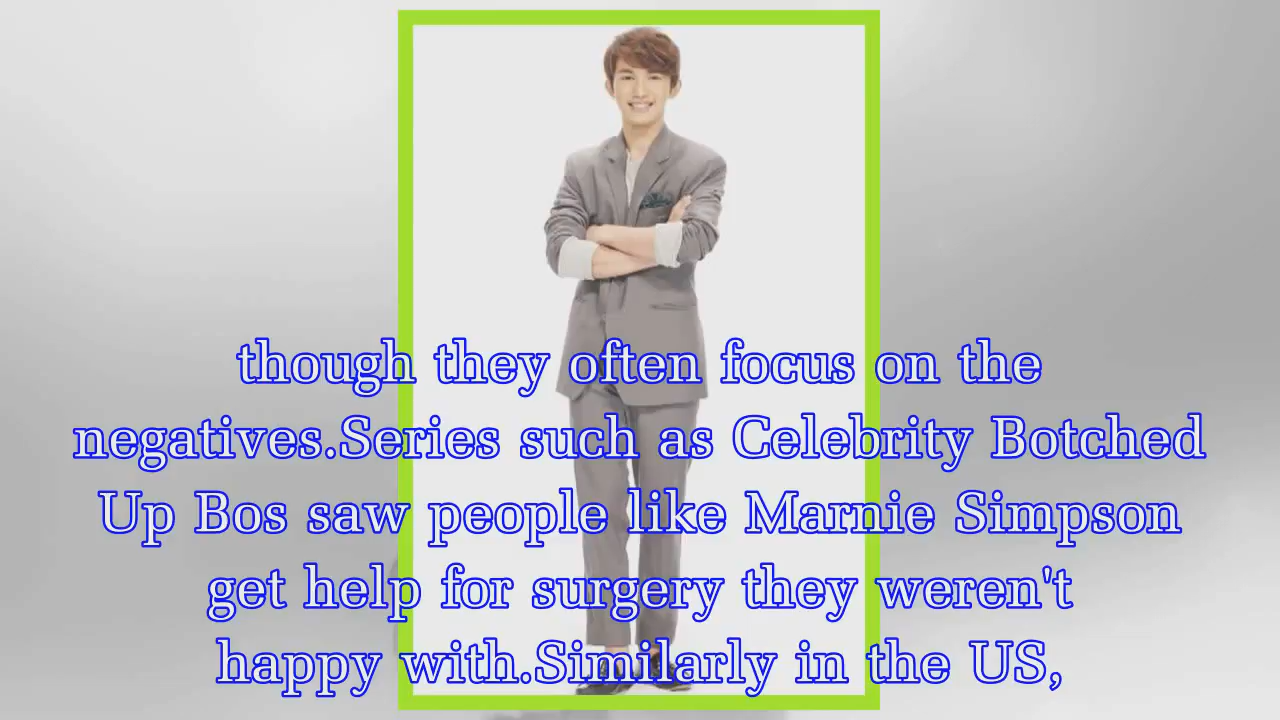 though they often focus on the
negatives.Series such as Celebrity Botched
Up Bos saw people like Marnie Simpson
get help for surgery they weren't
happy with.Similarly in the US,